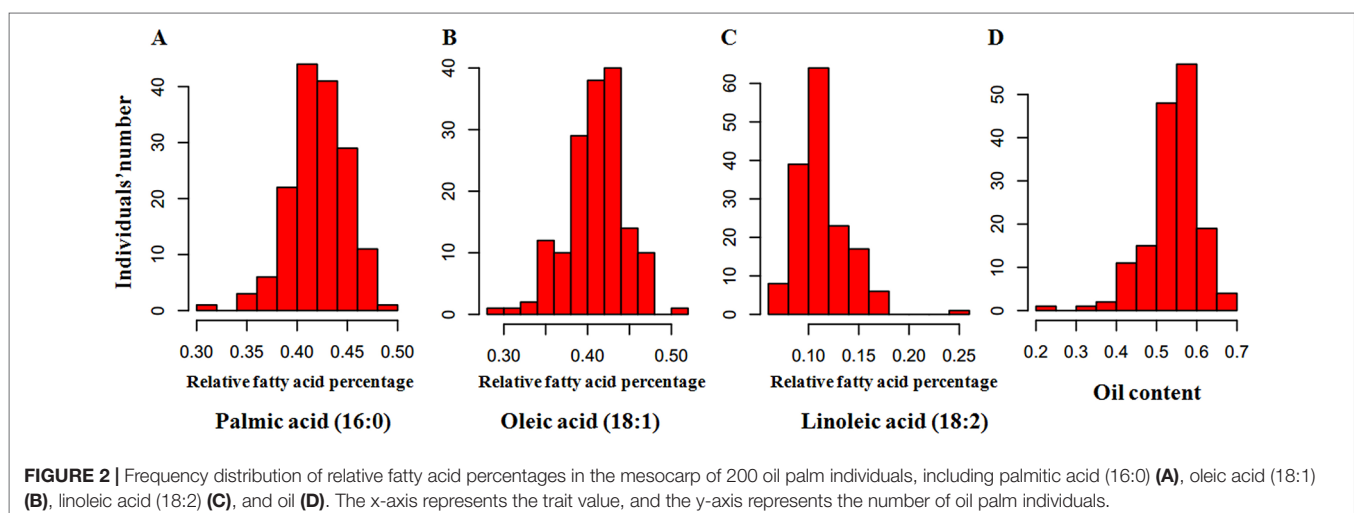 A
B
C
D
Individuals'number
0 10 20 30 40
0 10 20 30 40
0 10 20 30 40 50 60
0 10 20 30 40 50
0.30 0.35 0.40 0.45 0.50
0.30 0.40 0.50
0.10 0.15 0.20 0.25
0.2 0.3 0.4 0.5 0.6 0.7
Relative fatty acid percentage
Relative fatty acid percentage
Relative fatty acid percentage
Oil content
Palmic acid (16:0)
Oleic acid (18:1)
Linoleic acid (18:2)
FIGURE 2 | Frequency distribution of relative fatty acid percentages in the mesocarp of 200 oil palm individuals, including palmitic acid (16:0) (A), oleic acid (18:1)
(B), linoleic acid (18:2) (C), and oil (D). The x-axis represents the trait value, and the y-axis represents the number of oil palm individuals.